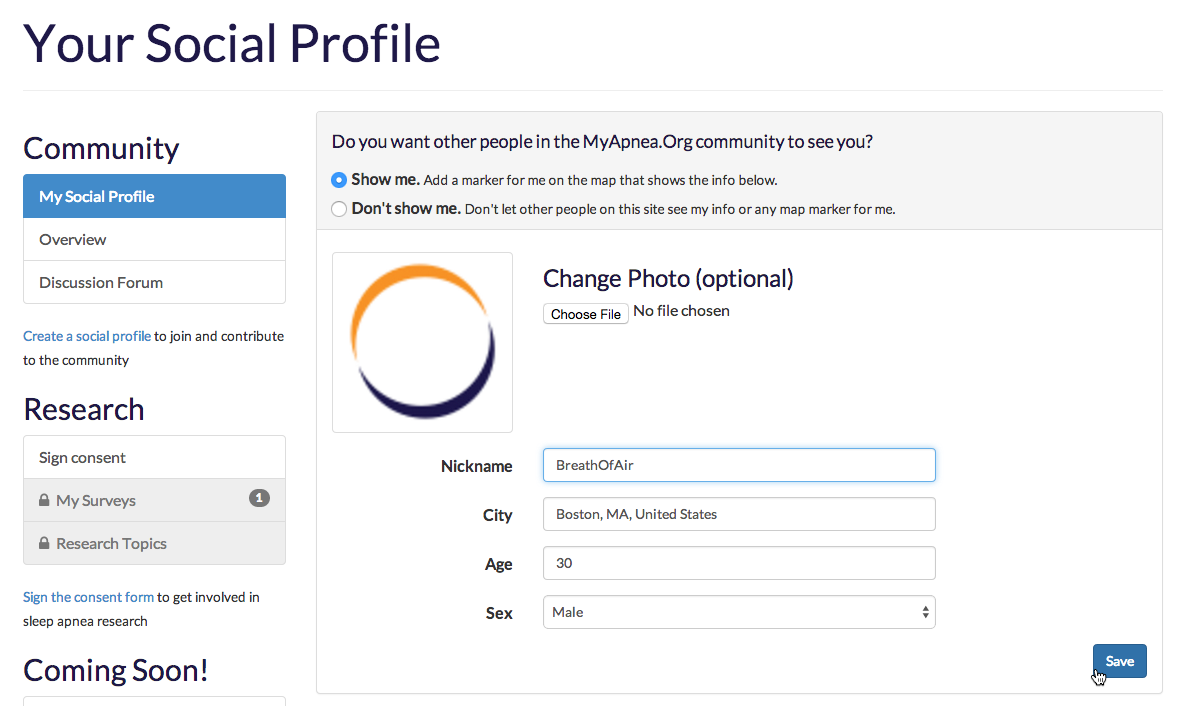 Your Social Profile
Community
My Social Profile
Overview
Discussion Forum
Create a social profile to join and contribute
to the community
Research
Sign consent
My Surveys 1
Research Topics
Sign the consent form to get involved in
sleep apnea research
Coming Soon!
Do you want other people in the MyApnea.Org community to see you?
Show me. Add a marker for me on the map that shows the info below.
Don't show me. Don't let other people on this site see my info or any map marker for me.
Change Photo (optional)
Choose File No file chosen
Nickname BreathOfAir
City Boston, MA, United States
Age 30
Sex Male
Save